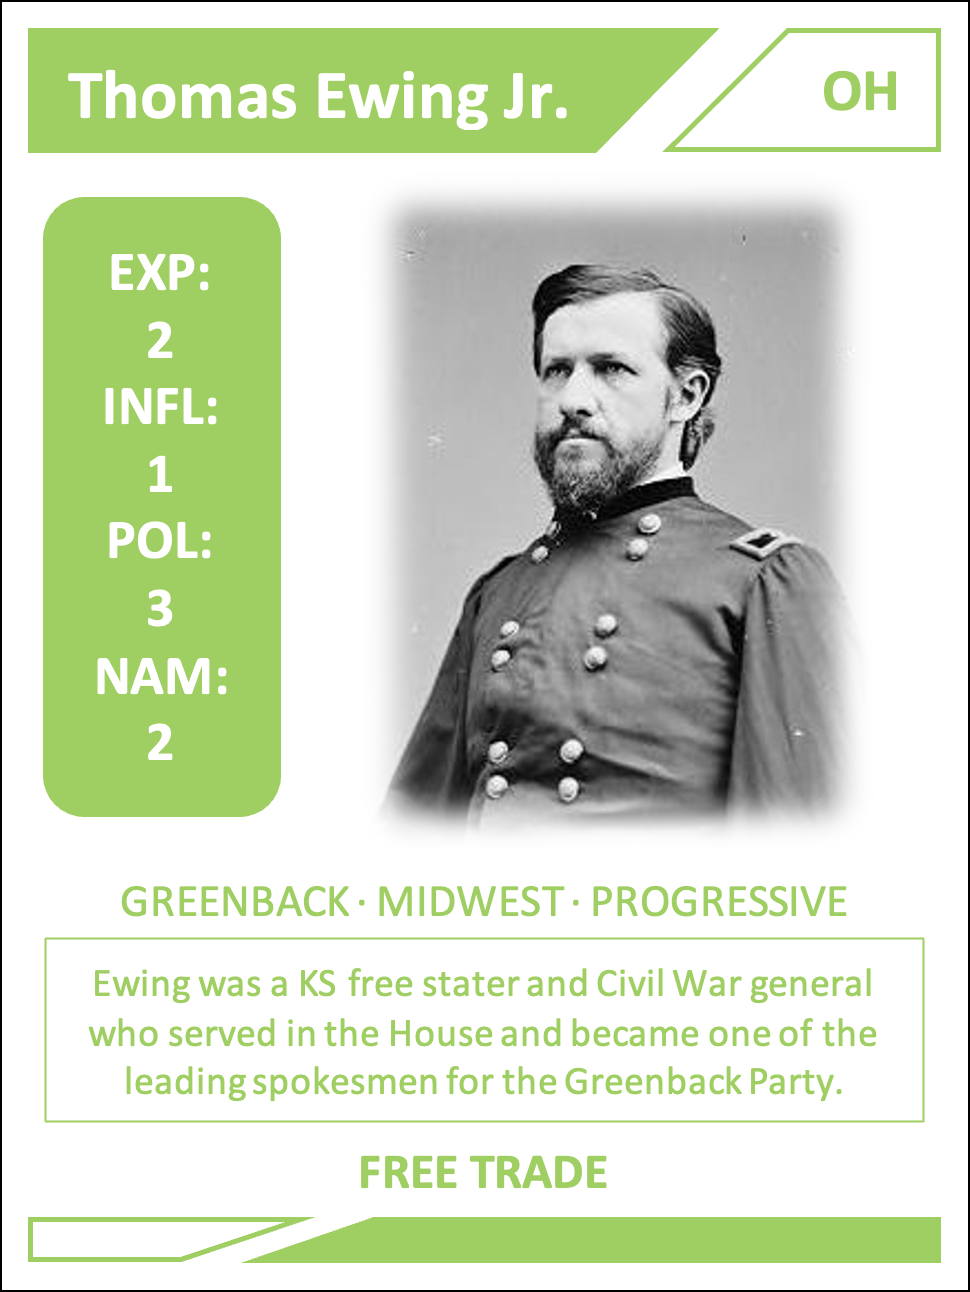 Thomas Ewing Jr.
OH
EXP:
2
INFL:
1
POL:
3
NAM:
2
GREENBACK · MIDWEST · PROGRESSIVE
Ewing was a KS free stater and Civil War general
who served in the House and became one of the
leading spokesmen for the Greenback Party.
FREE TRADE